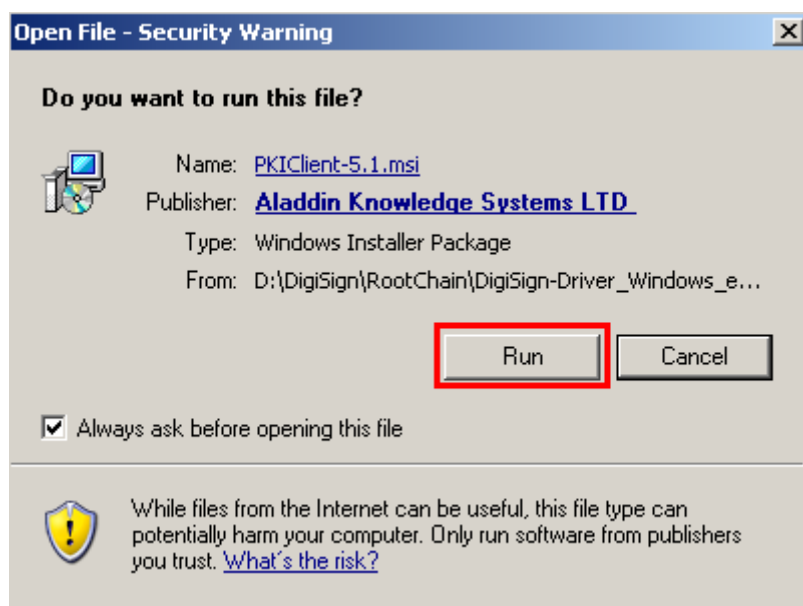 Open File - Security Warning
Do you want to run this file?
Name: PKIClient-5.1.msi
Publisher: Aladdin Knowledge Systems LTD
Type: Windows Installer Package
From: D:\DigiSign\RootChain\DigiSign-Driver_Windows_e...
Run Cancel
Always ask before opening this file
While files from the Internet can be useful, this file type can
potentially harm your computer. Only run software from publishers
you trust. What's the risk?